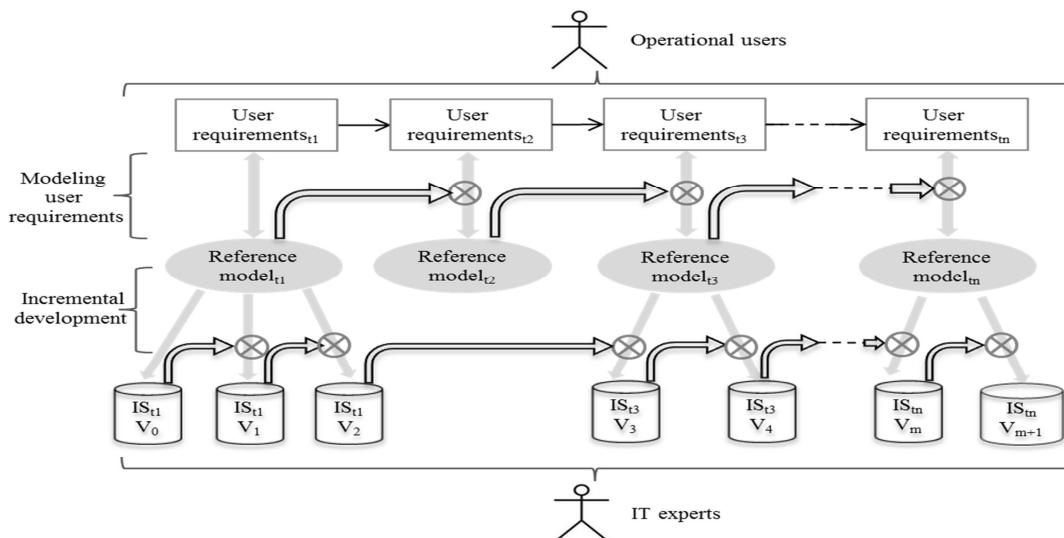 Operational users
User
requirements_t1
User
requirements_t2
User
requirements_t3
User
requirements_tn
Modeling
user
requirements
Reference
model_t1
Reference
model_t2
Reference
model_t3
Reference
model_tn
Incremental
development
IS_t1
V_0
IS_t1
V_1
IS_t1
V_2
IS_t3
V_3
IS_t3
V_4
IS_tn
V_m
IS_tn
V_m+1
IT experts